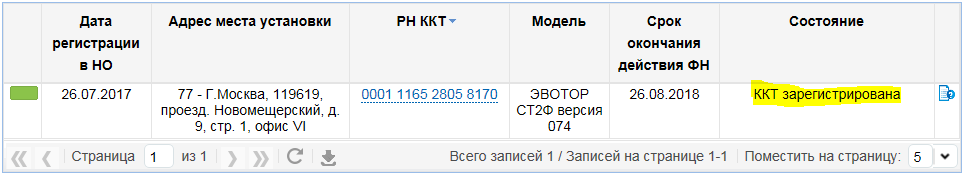 Дата регистрации в НО
Адрес места установки
РН ККТ
Модель
Срок окончания действия ФН
Состояние
26.07.2017
77 - Г.Москва, 119619,
проезд. Новомещерский, д.
9, стр. 1, офис VI
0001 1165 2805 8170
ЭВОТОР
СТ2Ф версия
074
26.08.2018
ККТ зарегистрирована
Страница 1 из 1
Всего записей 1 / Записей на странице 1-1
Поместить на страницу: 5